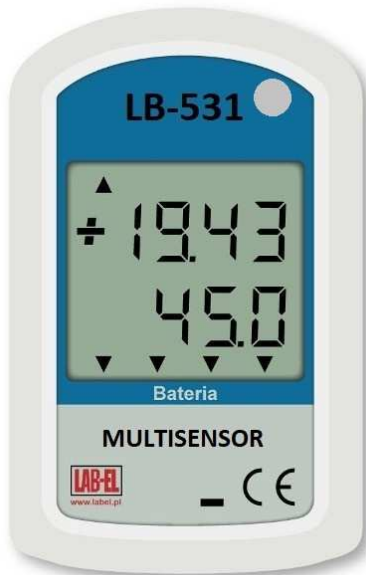 LB-531
÷19.43
45.0
Bateria
MULTISENSOR
LAB-EL
www.label.pl
CE